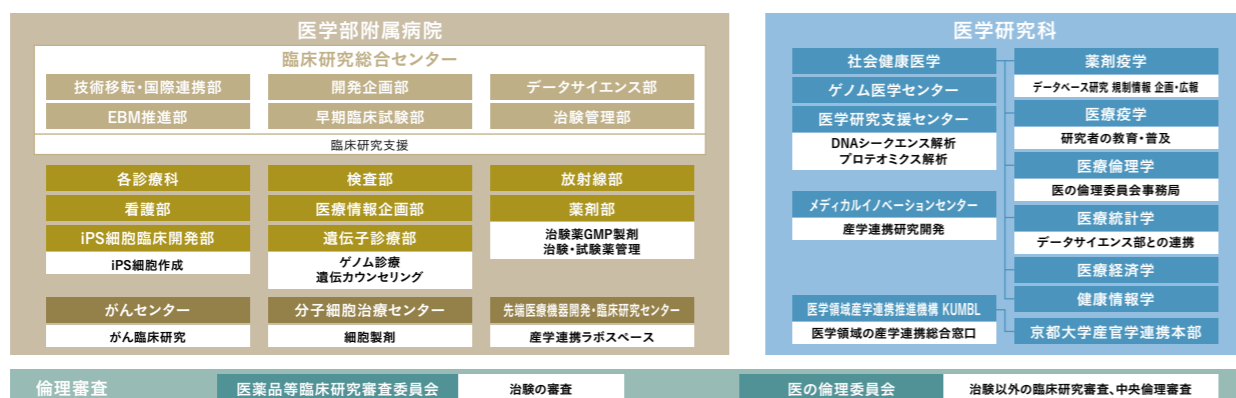 医学部附属病院
臨床研究総合センター
技術移転・国際連携部
開発企画部
データサイエンス部
EBM推進部
早期臨床試験部
治験管理部
臨床研究支援
各診療科
検査部
放射線部
看護部
医療情報企画部
薬剤部
治験薬GMP製剤
治験・試験薬管理
iPS細胞臨床開発部
iPS細胞作成
遺伝子診療部
ゲノム診療
遺伝カウンセリング
がんセンター
がん臨床研究
分子細胞治療センター
細胞製剤
先端医療機器開発・臨床研究センター
産学連携ラボスペース
医学研究科
社会健康医学
ゲノム医学センター
医学研究支援センター
DNAシークエンス解析
プロテオミクス解析
メディカルイノベーションセンター
産学連携研究開発
医学領域産学連携推進機構 KUMBL
医学領域の産学連携総合窓口
薬剤疫学
データベース研究 規制情報 企画・広報
医療疫学
研究者の教育・普及
医療倫理学
医の倫理委員会事務局
医療統計学
データサイエンス部との連携
医療経済学
健康情報学
京都大学産官学連携本部
倫理審査
医薬品等臨床研究審査委員会
治験の審査
医の倫理委員会
治験以外の臨床研究審査、中央倫理審査